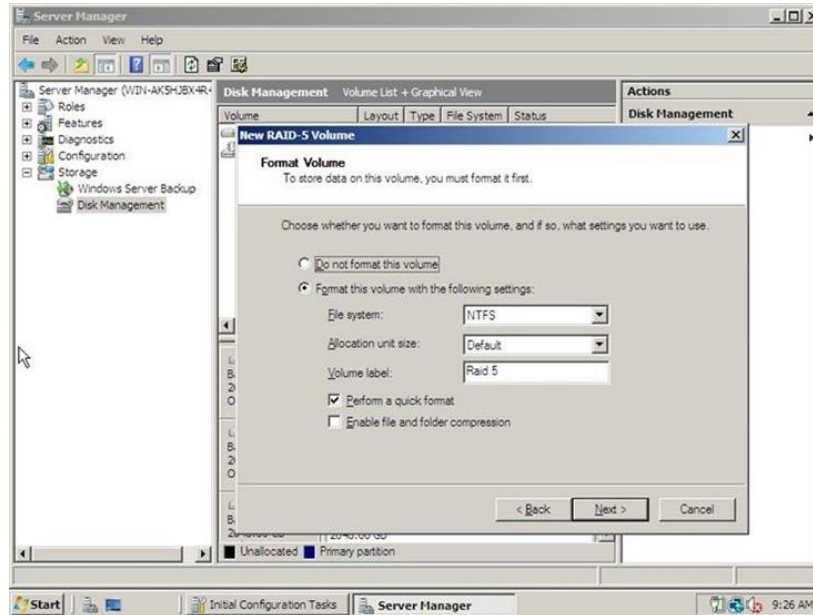 Server Manager
File Action View Help
Server Manager (WIN-AK5HJBX4R4
Roles
Features
Diagnostics
Configuration
Storage
Windows Server Backup
Disk Management
Disk Management Volume List + Graphical View
Volume Layout Type File System Status
Actions
Disk Management
New RAID-5 Volume
Format Volume
To store data on this volume, you must format it first.
Choose whether you want to format this volume, and if so, what settings you want to use.
Do not format this volume
Format this volume with the following settings:
File system: NTFS
Allocation unit size: Default
Volume label: Raid 5
Perform a quick format
Enable file and folder compression
< Back Next > Cancel
Unallocated Primary partition
Start Initial Configuration Tasks Server Manager 9:26 AM